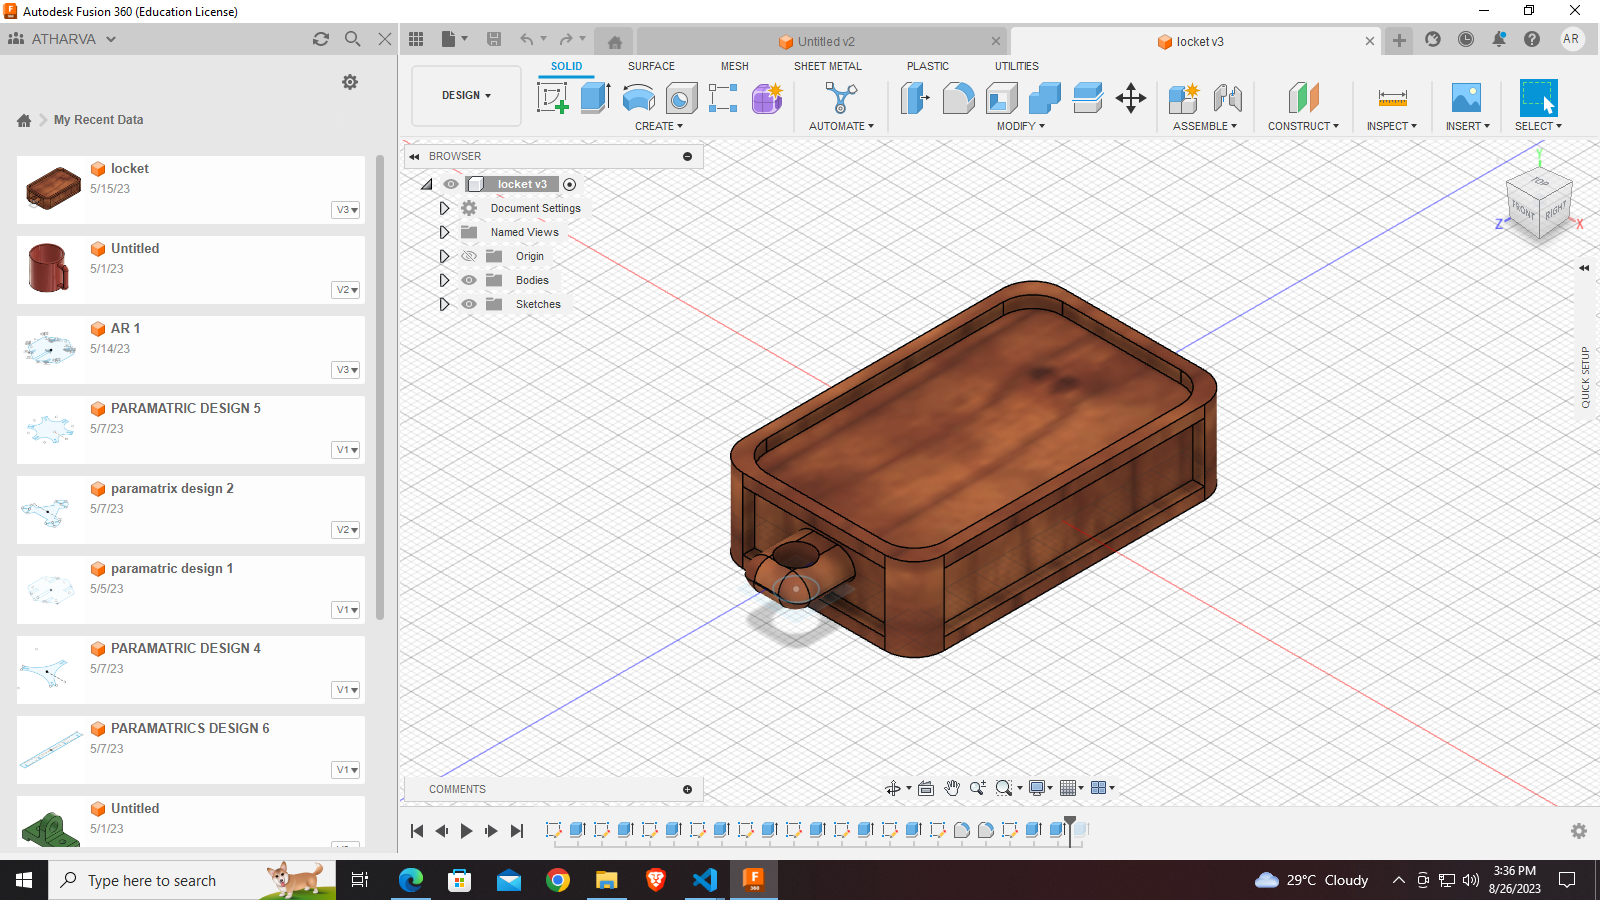 Autodesk Fusion 360 (Education License)
ATHARVA
Untitled v2
locket v3
AR
My Recent Data
locket
5/15/23
V3
Untitled
5/1/23
V2
AR 1
5/14/23
V3
PARAMATRIC DESIGN 5
5/7/23
V1
paramatrix design 2
5/7/23
V2
paramatric design 1
5/5/23
V1
PARAMATRIC DESIGN 4
5/7/23
V1
PARAMATRICS DESIGN 6
5/7/23
V1
Untitled
5/1/23
DESIGN
SOLID SURFACE MESH SHEET METAL PLASTIC UTILITIES
CREATE AUTOMATE MODIFY ASSEMBLE CONSTRUCT INSPECT INSERT SELECT
BROWSER
locket v3
Document Settings
Named Views
Origin
Bodies
Sketches
Y
TOP
FRONT RIGHT
Z X
QUICK SETUP
COMMENTS
Type here to search
F
360
29°C Cloudy
3:36 PM
8/26/2023